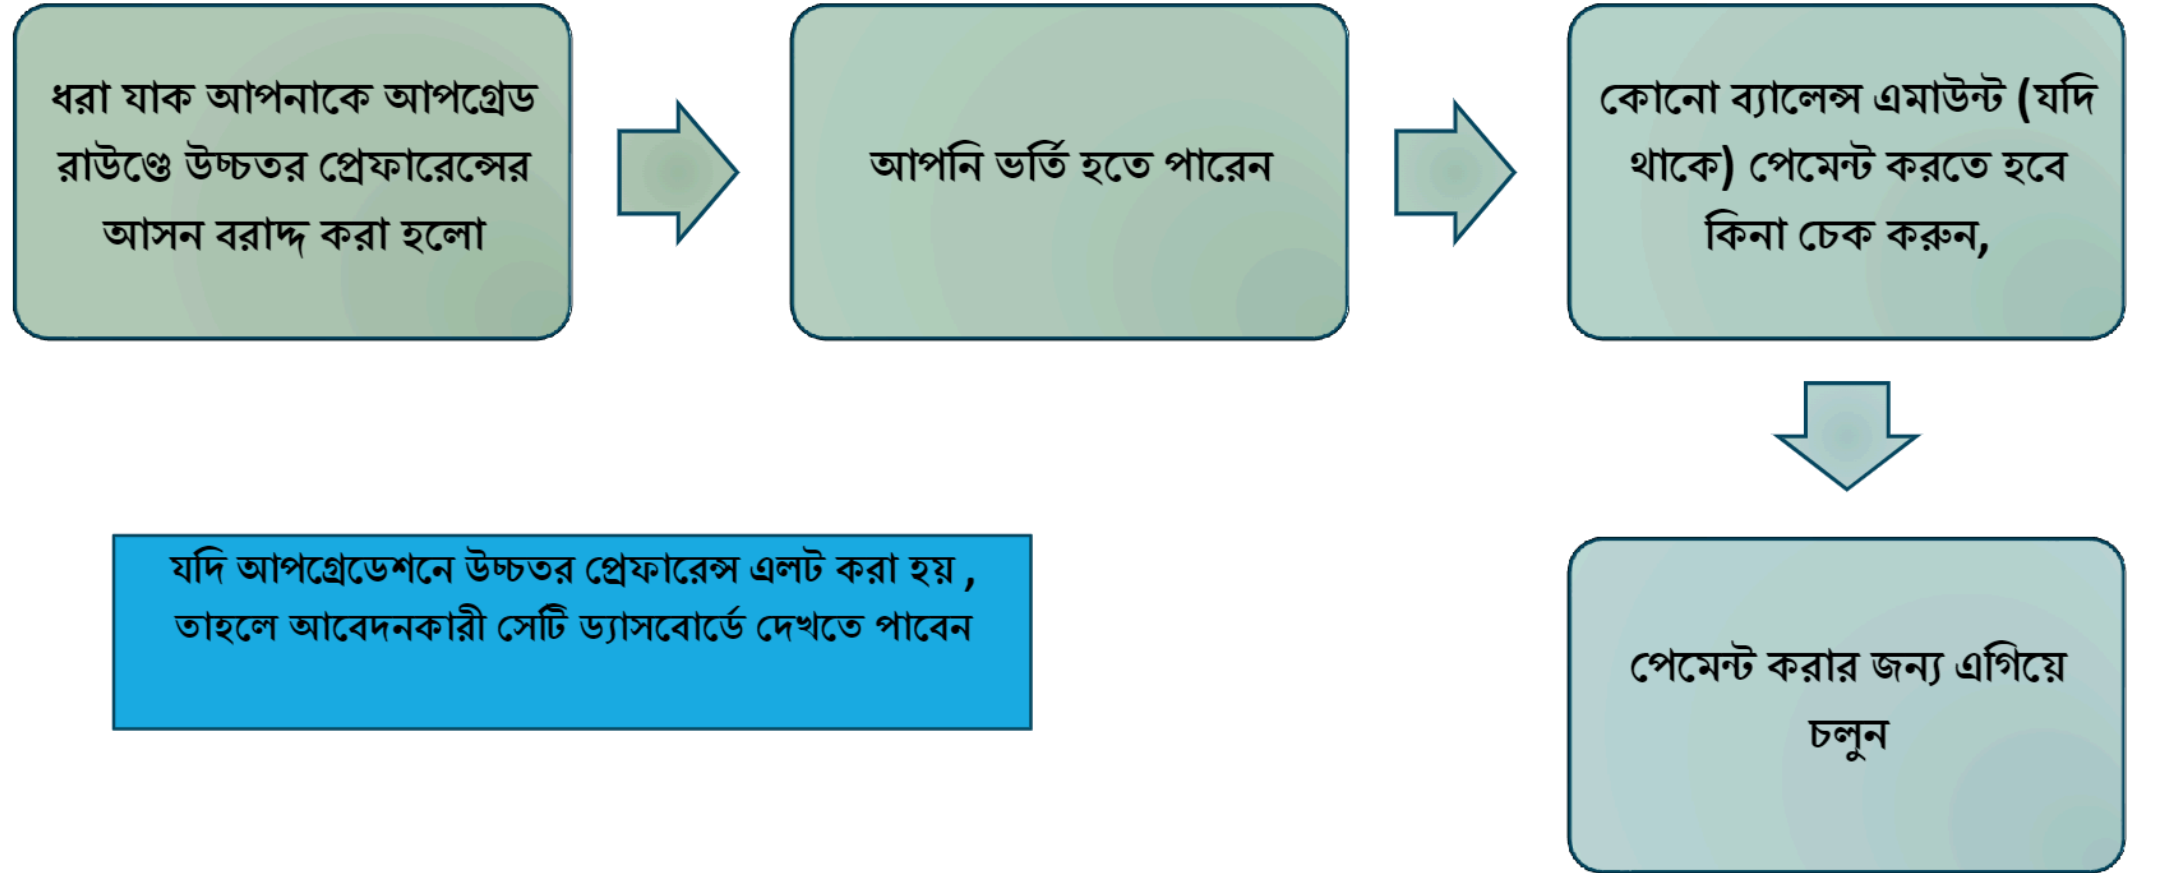 ধরা যাক আপনাকে আপগ্রেড
রাউণ্ডে উচ্চতর প্রেফারেন্সের
আসন বরাদ্দ করা হলো
আপনি ভর্তি হতে পারেন
কোনো ব্যালেন্স এমাউন্ট (যদি
থাকে) পেমেন্ট করতে হবে
কিনা চেক করুন,
পেমেন্ট করার জন্য এগিয়ে
চলুন
যদি আপগ্রেডেশনে উচ্চতর প্রেফারেন্স এলট করা হয় ,
তাহলে আবেদনকারী সেটি ড্যাসবোর্ডে দেখতে পাবেন